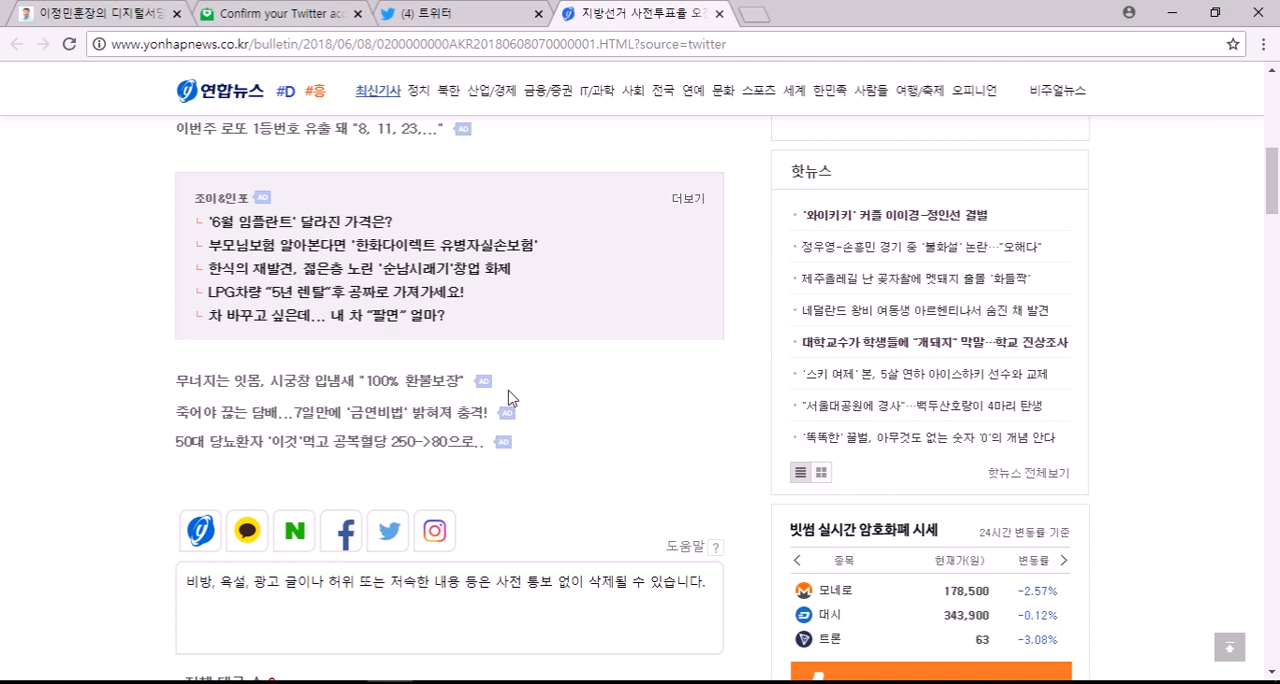 이정민훈장의 디지털서당
Confirm your Twitter acc
(4) 트위터
지방선거 사전투표율 오전
www.yonhapnews.co.kr/bulletin/2018/06/08/0200000000AKR20180608070000001.HTML?source=twitter
연합뉴스 #D #흥 최신기사 정치 북한 산업/경제 금융/증권 IT/과학 사회 전국 연예 문화 스포츠 세계 한민족 사람들 여행/축제 오피니언 비주얼뉴스
이번주 로또 1등번호 유출 돼 "8, 11, 23,..." AD
조이&인포 AD 더보기
'6월 임플란트' 달라진 가격은?
부모님보험 알아본다면 '한화다이렉트 유병자실손보험'
한식의 재발견, 젊은층 노린 '순남시래기'창업 화제
LPG차량 "5년 렌탈"후 공짜로 가져가세요!
차 바꾸고 싶은데... 내 차 "팔면" 얼마?
무너지는 잇몸, 시궁창 입냄새 "100% 환불보장" AD
죽어야 끊는 담배...7일만에 '금연비법' 밝혀져 충격! AD
50대 당뇨환자 '이것'먹고 공복혈당 250->80으로.. AD
N
도움말 ?
비방, 욕설, 광고 글이나 허위 또는 저속한 내용 등은 사전 통보 없이 삭제될 수 있습니다.
핫뉴스
'와이키키' 커플 이이경-정인선 결별
정우영-손흥민 경기 중 '불화설' 논란…"오해다"
제주올레길 난 곶자왈에 멧돼지 출몰 '화들짝'
네덜란드 왕비 여동생 아르헨티나서 숨진 채 발견
대학교수가 학생들에 "개돼지" 막말…학교 진상조사
'스키 여제' 본, 5살 연하 아이스하키 선수와 교제
"서울대공원에 경사"…백두산호랑이 4마리 탄생
'똑똑한' 꿀벌, 아무것도 없는 숫자 '0'의 개념 안다
핫뉴스 전체보기
빗썸 실시간 암호화폐 시세 24시간 변동률 기준
종목 현재가(원) 변동률
모네로 178,500 -2.57%
대시 343,900 -0.12%
트론 63 -3.08%